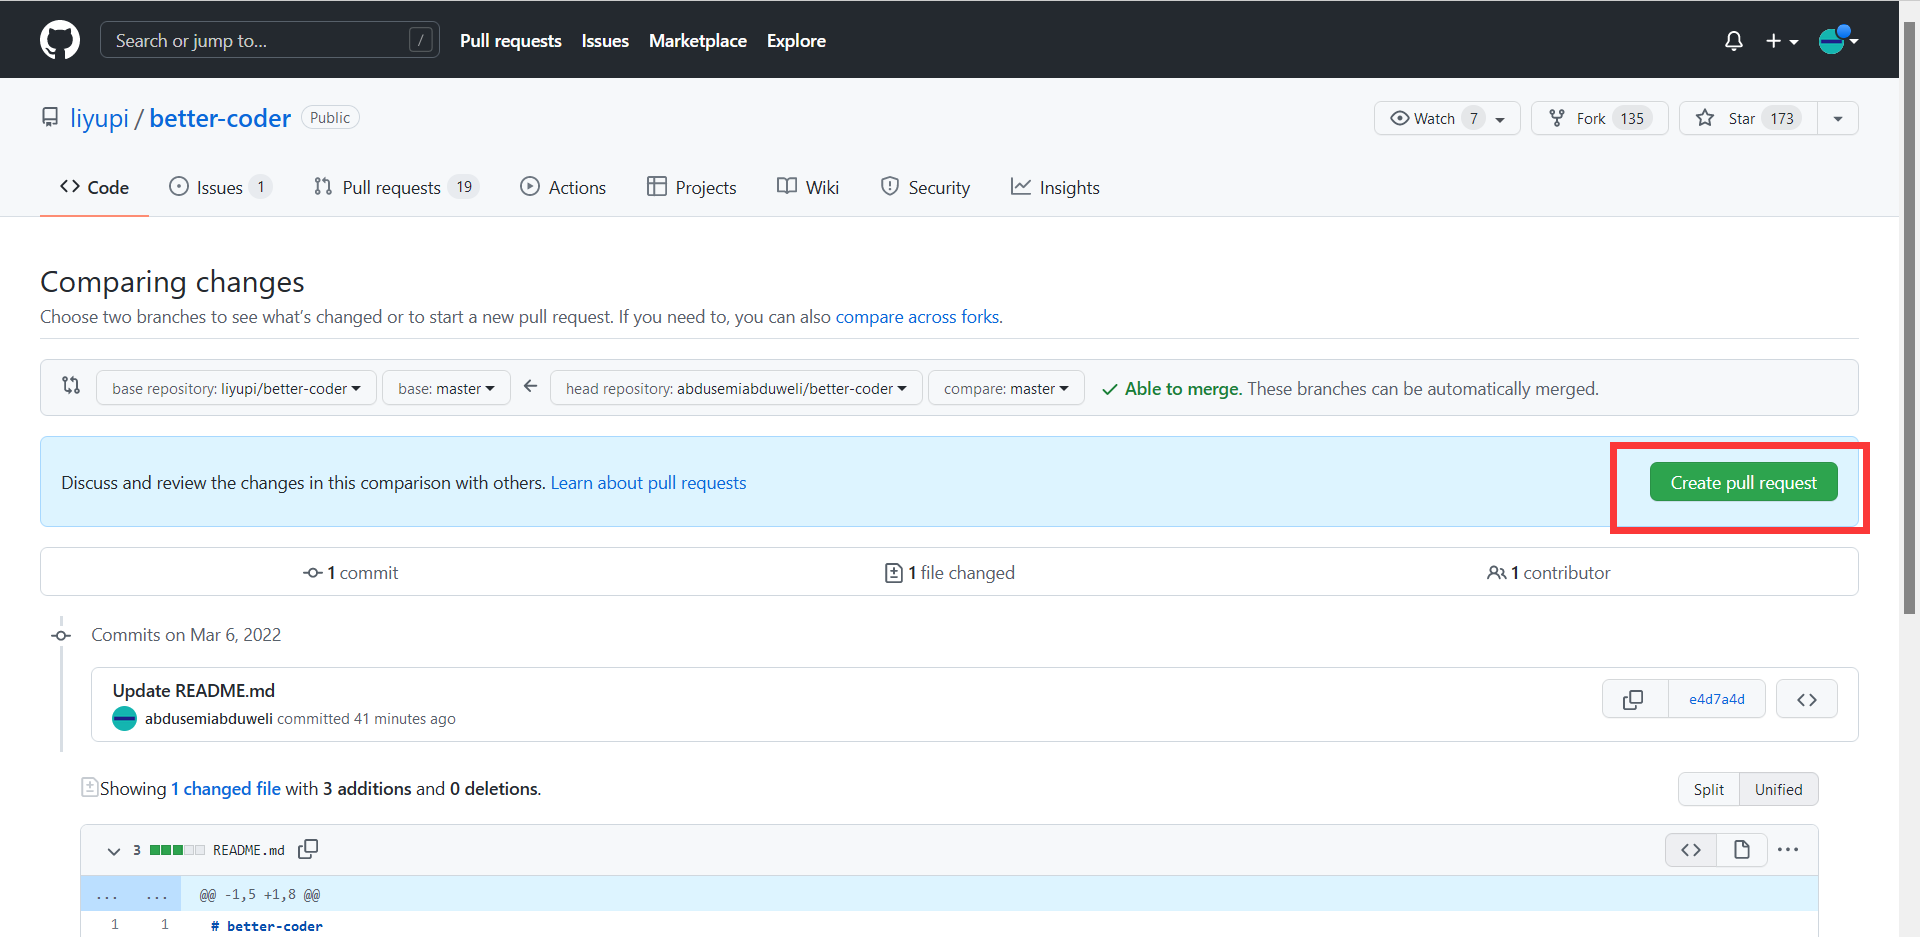 Search or jump to... / Pull requests Issues Marketplace Explore
liyupi / better-coder Public Watch 7 Fork 135 Star 173
Code Issues 1 Pull requests 19 Actions Projects Wiki Security Insights
Comparing changes
Choose two branches to see what's changed or to start a new pull request. If you need to, you can also compare across forks.
base repository: liyupi/better-coder base: master head repository: abdusemiabduweli/better-coder compare: master Able to merge. These branches can be automatically merged.
Discuss and review the changes in this comparison with others. Learn about pull requests Create pull request
1 commit 1 file changed 1 contributor
Commits on Mar 6, 2022
Update README.md
abdusemiabduweli committed 41 minutes ago e4d7a4d
Showing 1 changed file with 3 additions and 0 deletions. Split Unified
3 README.md
... ... @@ -1,5 +1,8 @@
1 1 # better-coder